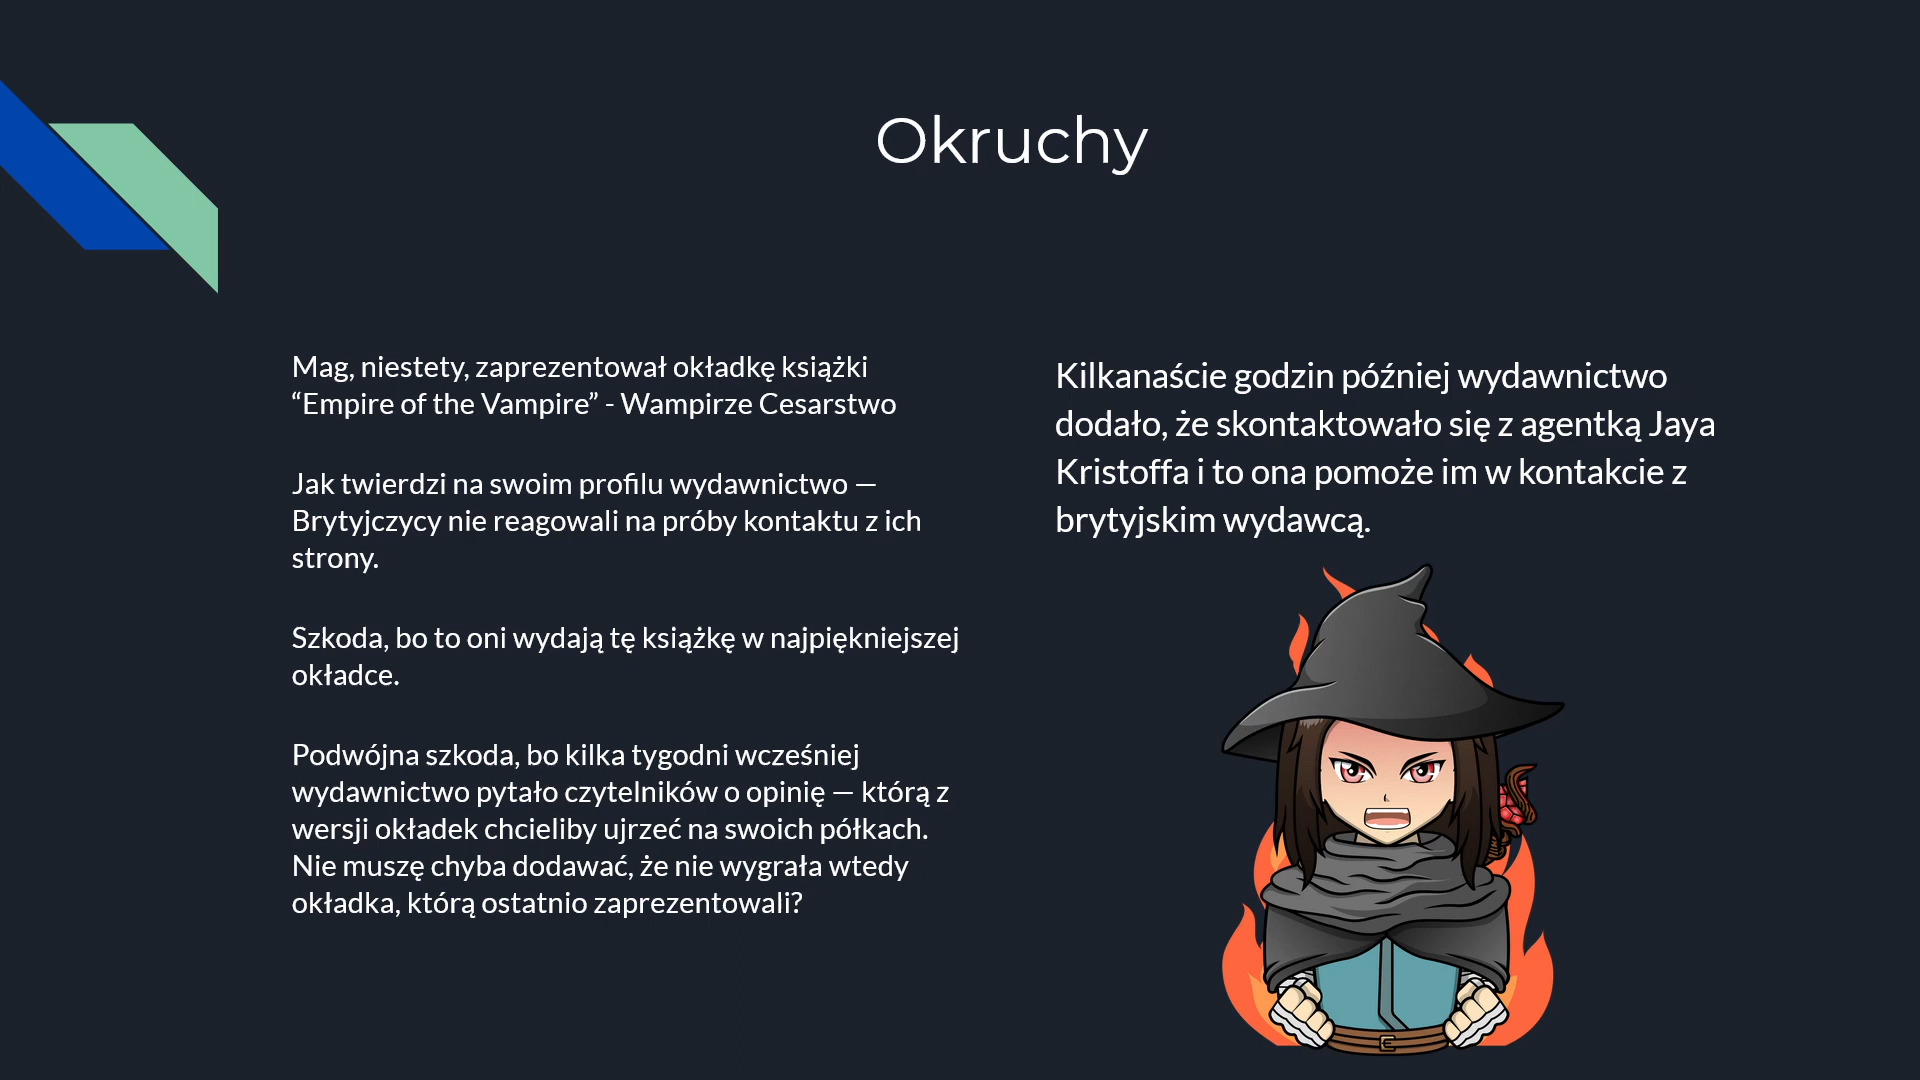 Okruchy
Mag, niestety, zaprezentował okładkę książki
“Empire of the Vampire” - Wampirze Cesarstwo
Jak twierdzi na swoim profilu wydawnictwo —
Brytyjczycy nie reagowali na próby kontaktu z ich
strony.
Szkoda, bo to oni wydają tę książkę w najpiękniejszej
okładce.
Podwójna szkoda, bo kilka tygodni wcześniej
wydawnictwo pytało czytelników o opinię — którą z
wersji okładek chcieliby ujrzeć na swoich półkach.
Nie muszę chyba dodawać, że nie wygrała wtedy
okładka, którą ostatnio zaprezentowali?
Kilkanaście godzin później wydawnictwo
dodało, że skontaktowało się z agentką Jaya
Kristoffa i to ona pomoże im w kontakcie z
brytyjskim wydawcą.